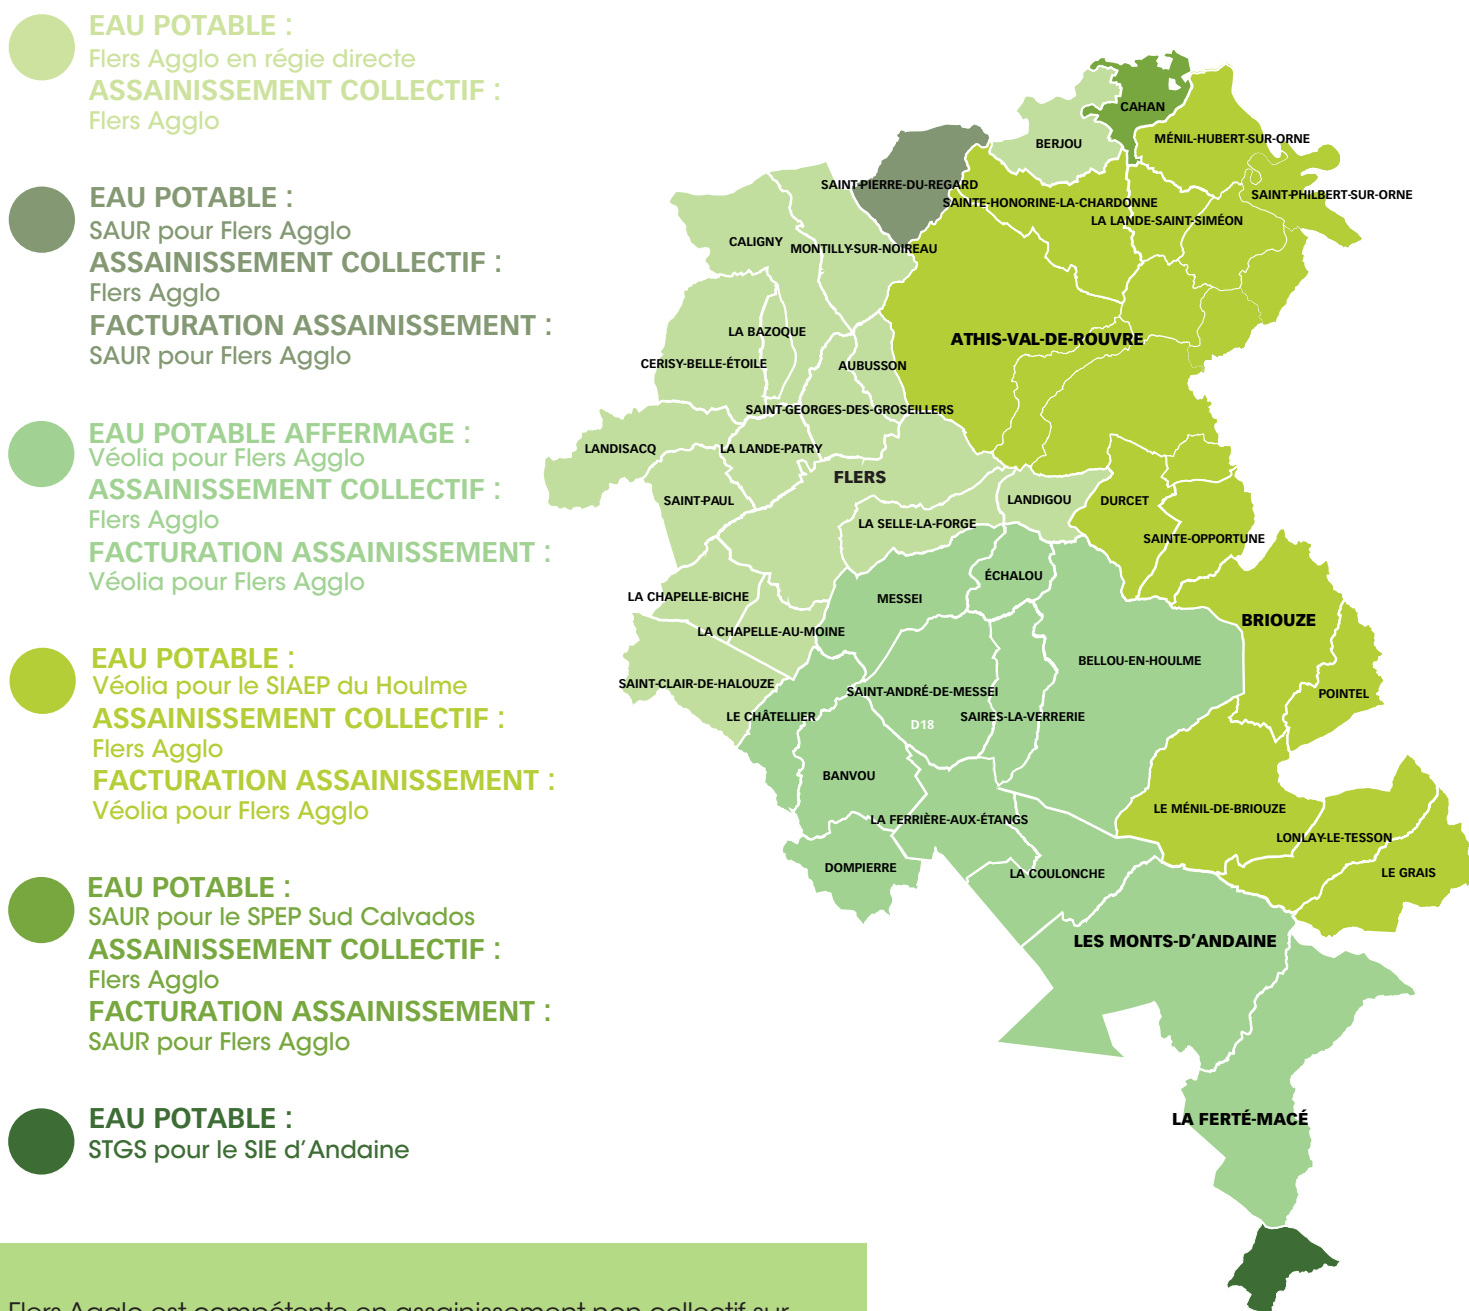 EAU POTABLE :
Flers Agglo en régie directe
ASSAINISSEMENT COLLECTIF :
Flers Agglo
EAU POTABLE :
SAUR pour Flers Agglo
ASSAINISSEMENT COLLECTIF :
Flers Agglo
FACTURATION ASSAINISSEMENT :
SAUR pour Flers Agglo
EAU POTABLE AFFERMAGE :
Véolia pour Flers Agglo
ASSAINISSEMENT COLLECTIF :
Flers Agglo
FACTURATION ASSAINISSEMENT :
Véolia pour Flers Agglo
EAU POTABLE :
Véolia pour le SIAEP du Houlme
ASSAINISSEMENT COLLECTIF :
Flers Agglo
FACTURATION ASSAINISSEMENT :
Véolia pour Flers Agglo
EAU POTABLE :
SAUR pour le SPEP Sud Calvados
ASSAINISSEMENT COLLECTIF :
Flers Agglo
FACTURATION ASSAINISSEMENT :
SAUR pour Flers Agglo
EAU POTABLE :
STGS pour le SIE d'Andaine
CAHAN
BERJOU
MÉNIL-HUBERT-SUR-ORNE
SAINT-PIERRE-DU-REGARD
SAINT-PHILBERT-SUR-ORNE
SAINTE-HONORINE-LA-CHARDONNE
LA LANDE-SAINT-SIMÉON
CALIGNY
MONTILLY-SUR-NOIREAU
LA BAZOQUE
ATHIS-VAL-DE-ROUVRE
CERISY-BELLE-ÉTOILE
AUBUSSON
SAINT-GEORGES-DES-GROSEILLERS
LANDISACQ
LA LANDE-PATRY
FLERS
SAINT-PAUL
LANDIGOU
DURCET
LA SELLE-LA-FORGE
SAINTE-OPPORTUNE
ÉCHALOU
LA CHAPELLE-BICHE
MESSEI
BRIOUZE
LA CHAPELLE-AU-MOINE
BELLOU-EN-HOULME
SAINT-CLAIR-DE-HALOUZE
SAINT-ANDRÉ-DE-MESSEI
POINTEL
LE CHÂTELLIER
D18
SAIRES-LA-VERRERIE
BANVOU
LE MÉNIL-DE-BRIOUZE
LA FERRIÈRE-AUX-ÉTANGS
LONLAY-LE-TESSON
DOMPIERRE
LA COULONCHE
LE GRAIS
LES MONTS-D'ANDAINE
LA FERTÉ-MACÉ
Flers Agglo est compétente en assainissement non collectif sur